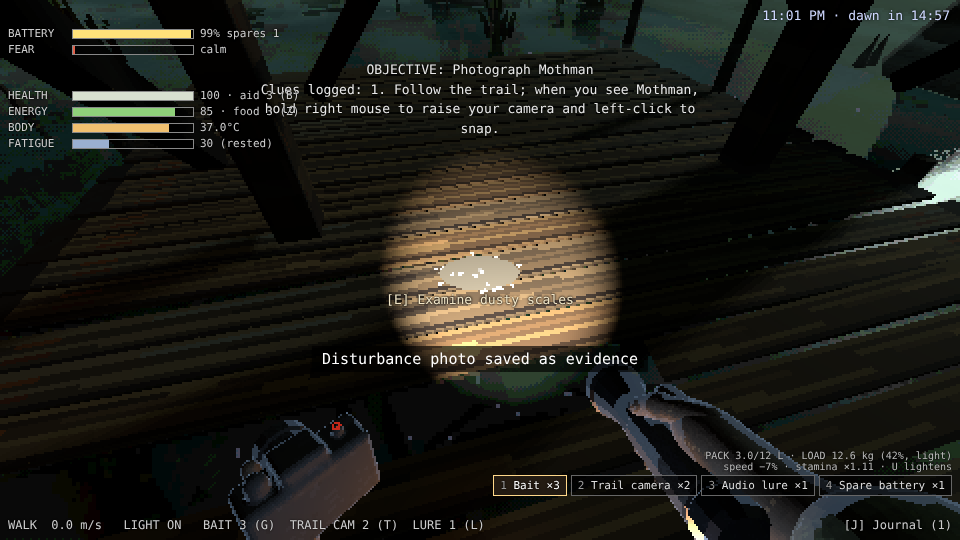 11:01 PM · dawn in 14:57
BATTERY 99% spares 1
FEAR calm
OBJECTIVE: Photograph Mothman
Clues logged: 1. Follow the trail; when you see Mothman,
hold right mouse to raise your camera and left-click to
snap.
HEALTH 100 · aid 3 (B)
ENERGY 85 · food
BODY 37.0°C
FATIGUE 30 (rested)
[E] Examine dusty scales
Disturbance photo saved as evidence
PACK 3.0/12 L · LOAD 12.6 kg (42%, light)
speed −7% · stamina ×1.11 · U lightens
1 Bait ×3 2 Trail camera ×2 3 Audio lure ×1 4 Spare battery ×1
WALK 0.0 m/s LIGHT ON BAIT 3 (G) TRAIL CAM 2 (T) LURE 1 (L) [J] Journal (1)